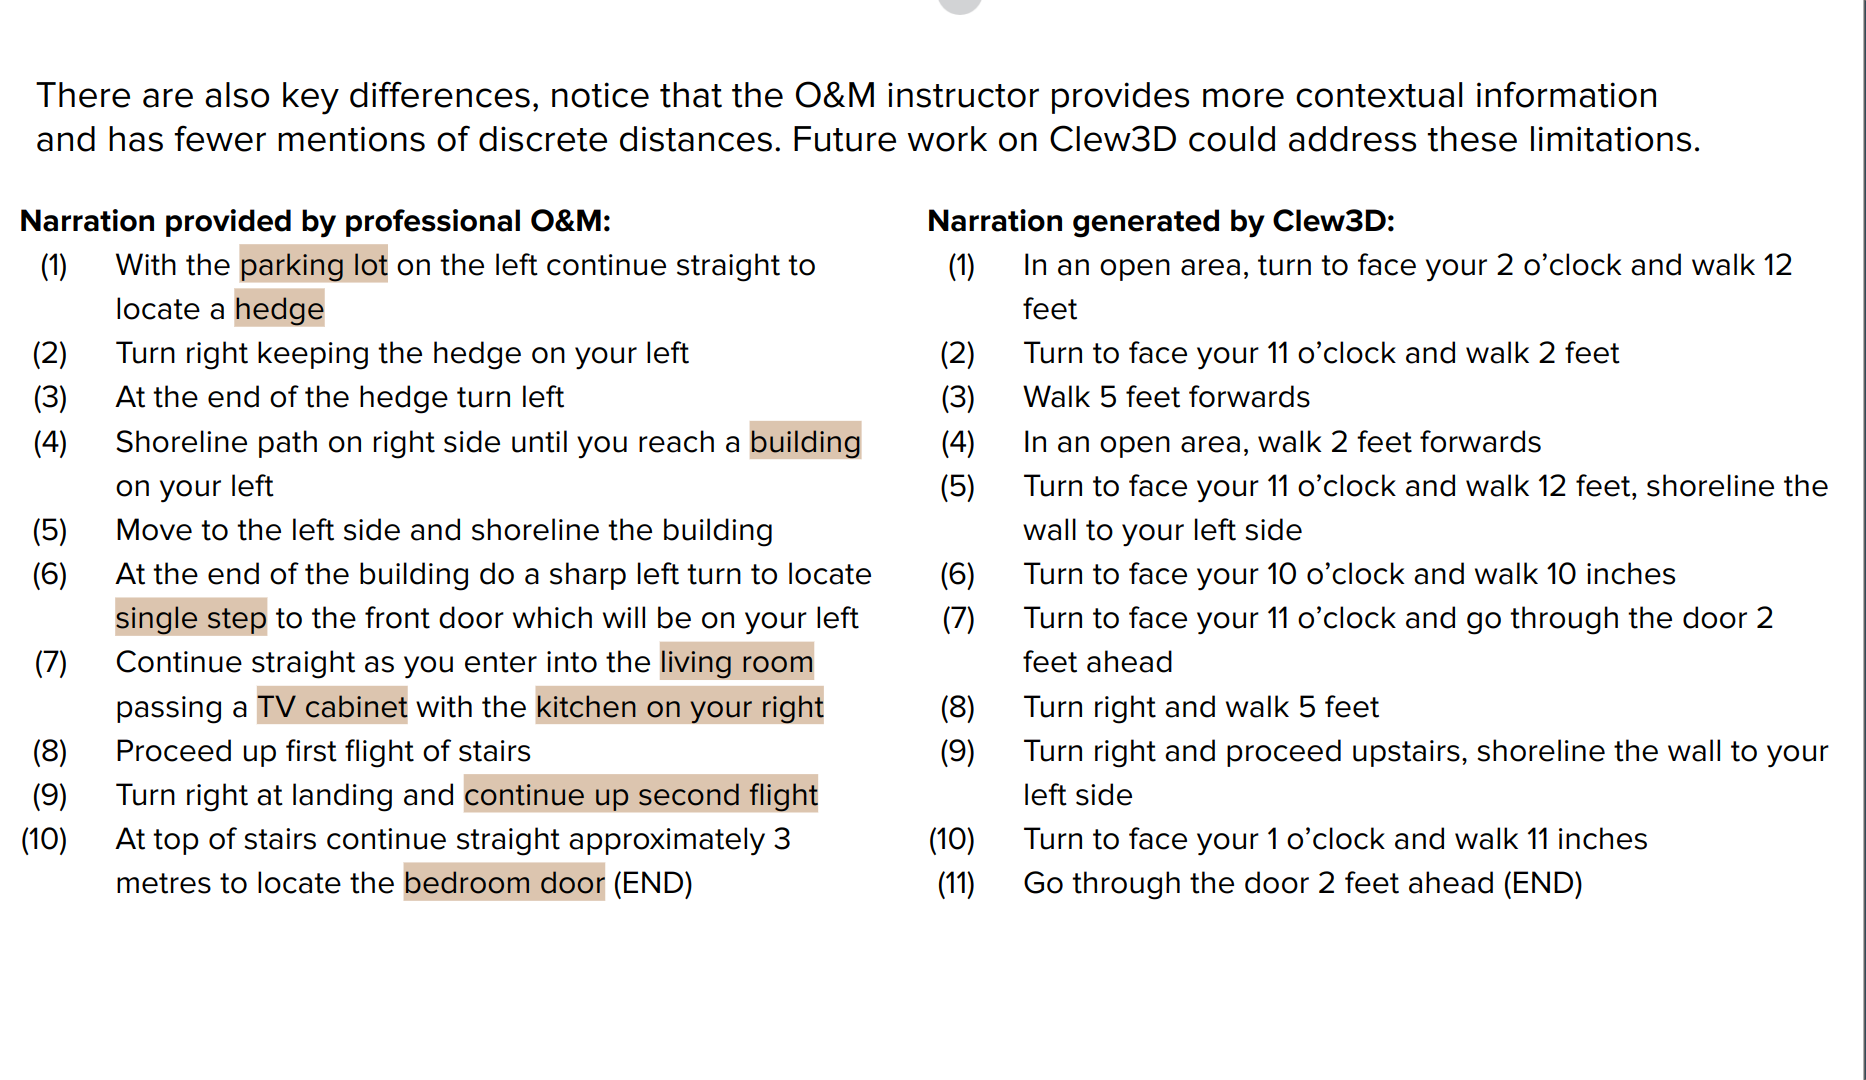 There are also key differences, notice that the O&M instructor provides more contextual information
and has fewer mentions of discrete distances. Future work on Clew3D could address these limitations.
Narration provided by professional O&M:
(1) With the parking lot on the left continue straight to
locate a hedge
(2) Turn right keeping the hedge on your left
(3) At the end of the hedge turn left
(4) Shoreline path on right side until you reach a building
on your left
(5) Move to the left side and shoreline the building
(6) At the end of the building do a sharp left turn to locate
single step to the front door which will be on your left
(7) Continue straight as you enter into the living room
passing a TV cabinet with the kitchen on your right
(8) Proceed up first flight of stairs
(9) Turn right at landing and continue up second flight
(10) At top of stairs continue straight approximately 3
metres to locate the bedroom door (END)
Narration generated by Clew3D:
(1) In an open area, turn to face your 2 o’clock and walk 12
feet
(2) Turn to face your 11 o’clock and walk 2 feet
(3) Walk 5 feet forwards
(4) In an open area, walk 2 feet forwards
(5) Turn to face your 11 o’clock and walk 12 feet, shoreline the
wall to your left side
(6) Turn to face your 10 o’clock and walk 10 inches
(7) Turn to face your 11 o’clock and go through the door 2
feet ahead
(8) Turn right and walk 5 feet
(9) Turn right and proceed upstairs, shoreline the wall to your
left side
(10) Turn to face your 1 o’clock and walk 11 inches
(11) Go through the door 2 feet ahead (END)